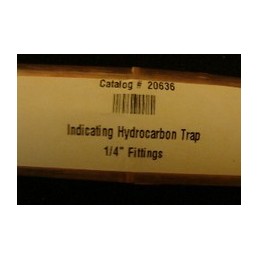 Catalog # 20636
Indicating Hydrocarbon Trap
1/4" Fittings